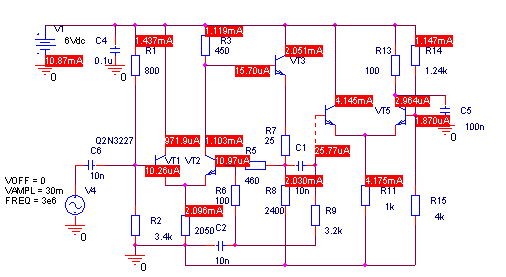 V1
6Vdc
10.87mA
0
C4
0.1u
0
1.437mA
R1
800
1.119mA
R3
450
2.051mA
15.70uA
VT3
R13
100
1.147mA
R14
1.24k
4.145mA
VT5
2.964uA
1.870uA
C5
100n
0
Q2N3227
C6
10n
971.9uA
VT1
10.26uA
1.103mA
VT2
10.97uA
R5
460
R7
25
C1
10n
25.77uA
VOFF = 0
VAMPL = 30m
FREQ = 3e6
V4
0
R2
3.4k
0
2.096mA
2050
R6
100
C2
10n
2.030mA
R8
2400
R9
3.2k
4.175mA
R11
1k
R15
4k